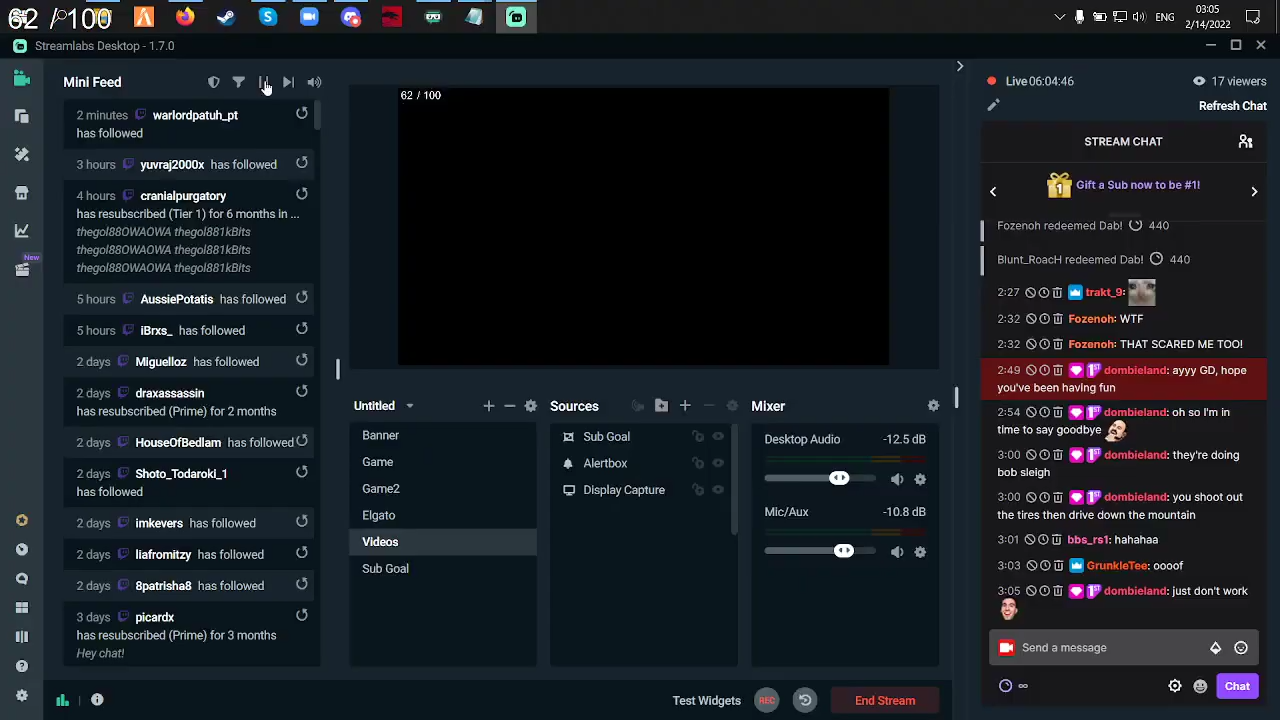 62 / 100
ENG
03:05
2/14/2022
Streamlabs Desktop - 1.7.0
Mini Feed
2 minutes warlordpatuh_pt
has followed
3 hours yuvraj2000x has followed
4 hours cranialpurgatory
has resubscribed (Tier 1) for 6 months in ...
thegol88OWAOWA thegol881kBits
thegol88OWAOWA thegol881kBits
thegol88OWAOWA thegol881kBits
5 hours AussiePotatis has followed
5 hours iBrxs_ has followed
2 days Miguelloz has followed
2 days draxassassin
has resubscribed (Prime) for 2 months
2 days HouseOfBedlam has followed
2 days Shoto_Todaroki_1
has followed
2 days imkevers has followed
2 days liafromitzy has followed
2 days 8patrisha8 has followed
3 days picardx
has resubscribed (Prime) for 3 months
Hey chat!
New
62 / 100
Untitled
Banner
Game
Game2
Elgato
Videos
Sub Goal
Sources
Sub Goal
Alertbox
Display Capture
Mixer
Desktop Audio -12.5 dB
Mic/Aux -10.8 dB
Test Widgets
REC
End Stream
Live 06:04:46
17 viewers
Refresh Chat
STREAM CHAT
1
Gift a Sub now to be #1!
Fozenoh redeemed Dab! 440
Blunt_RoacH redeemed Dab! 440
2:27 trakt_9:
2:32 Fozenoh: WTF
2:32 Fozenoh: THAT SCARED ME TOO!
2:49 1ST dombieland: ayyy GD, hope
you've been having fun
2:54 1ST dombieland: oh so I'm in
time to say goodbye
3:00 1ST dombieland: they're doing
bob sleigh
3:00 1ST dombieland: you shoot out
the tires then drive down the mountain
3:01 bbs_rs1: hahahaa
3:03 GrunkleTee: oooof
3:05 1ST dombieland: just don't work
Send a message
∞
Chat